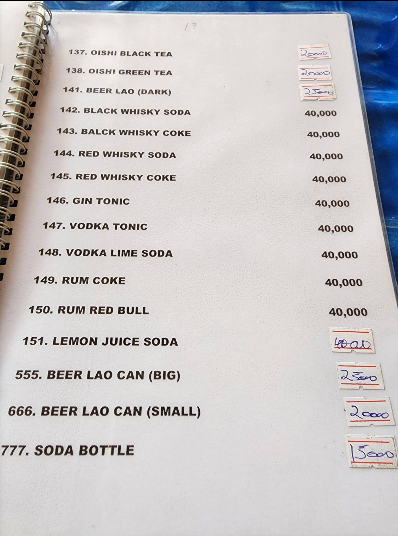 137. OISHI BLACK TEA 20000
138. OISHI GREEN TEA 20000
141. BEER LAO (DARK) 25000
142. BLACK WHISKY SODA 40,000
143. BALCK WHISKY COKE 40,000
144. RED WHISKY SODA 40,000
145. RED WHISKY COKE 40,000
146. GIN TONIC 40,000
147. VODKA TONIC 40,000
148. VODKA LIME SODA 40,000
149. RUM COKE 40,000
150. RUM RED BULL 40,000
151. LEMON JUICE SODA
555. BEER LAO CAN (BIG) 25000
666. BEER LAO CAN (SMALL) 20000
777. SODA BOTTLE 15000